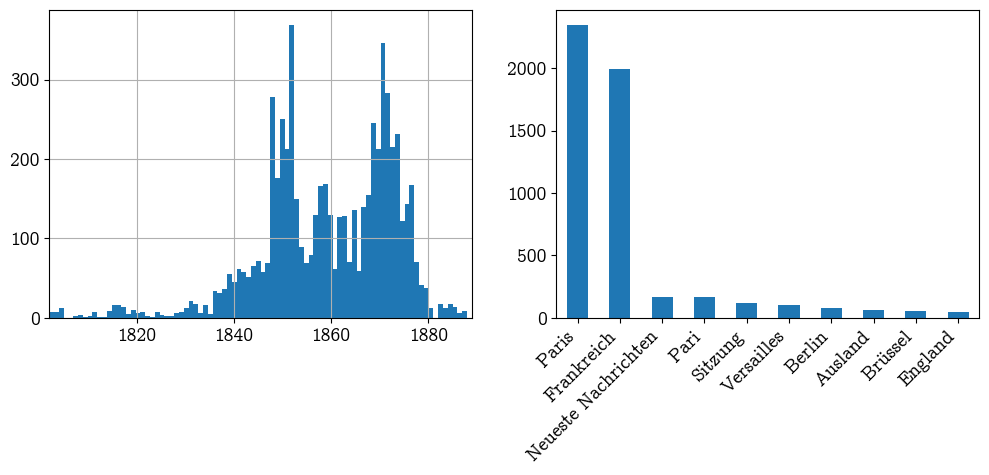 300
200
100
0
1820 1840 1860 1880
2000
1500
1000
500
0
Paris
Frankreich
Neueste Nachrichten
Pari
Sitzung
Versailles
Berlin
Ausland
Brüssel
England